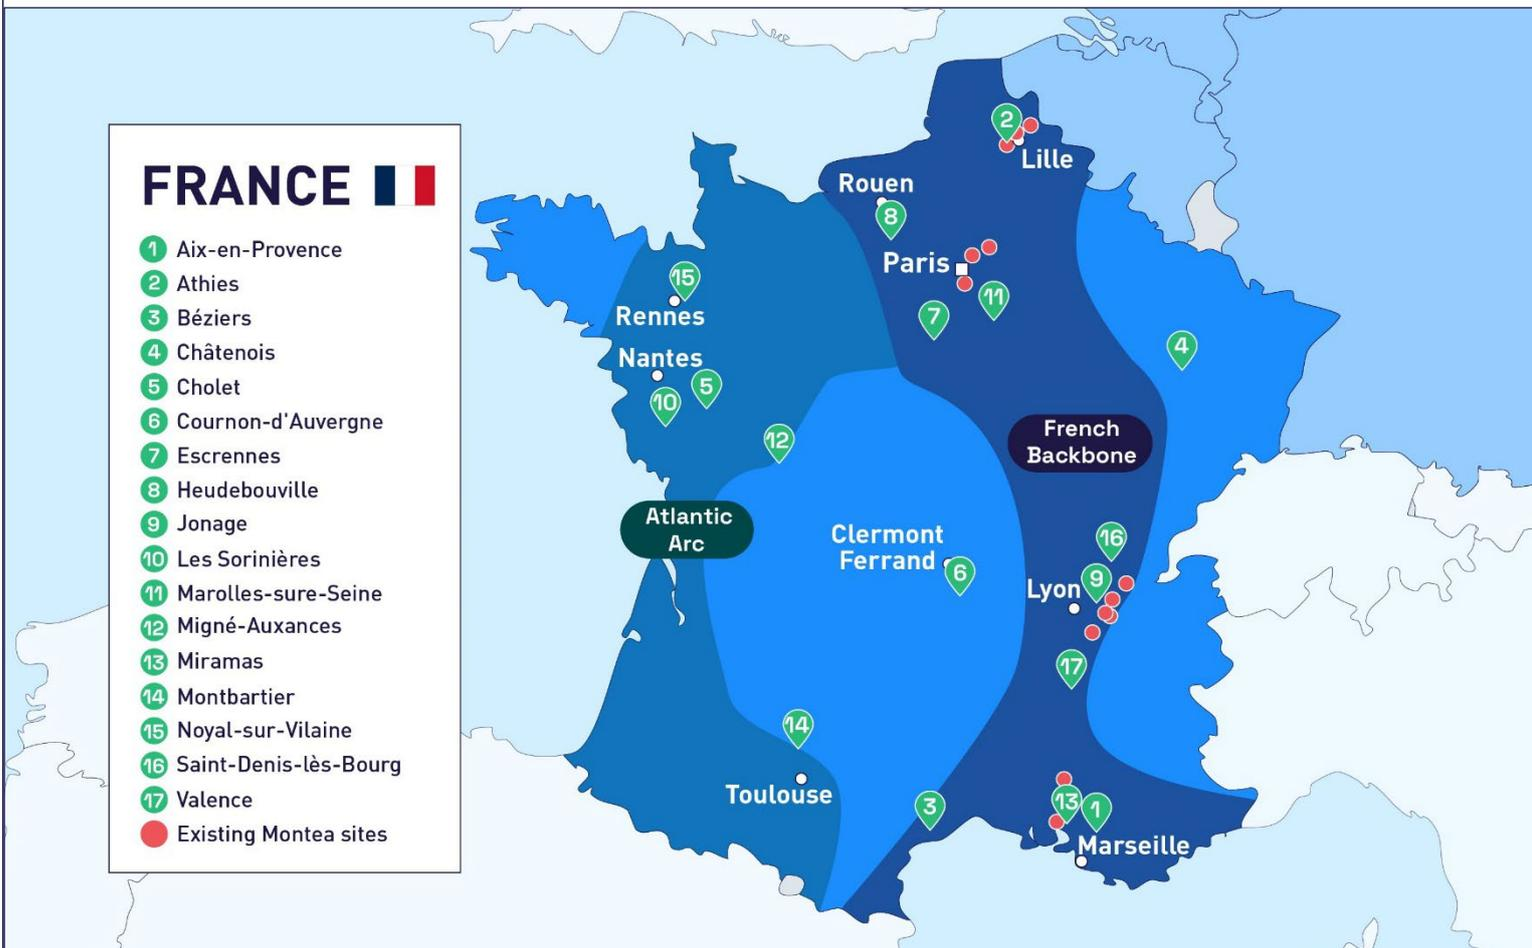 FRANCE
1 Aix-en-Provence
2 Athies
3 Béziers
4 Châtenois
5 Cholet
6 Cournon-d'Auvergne
7 Escrennes
8 Heudebouville
9 Jonage
10 Les Sorinières
11 Marolles-sure-Seine
12 Migné-Auxances
13 Miramas
14 Montbartier
15 Noyal-sur-Vilaine
16 Saint-Denis-lès-Bourg
17 Valence
Existing Montea sites
2
Lille
Rouen
8
Paris
15
11
Rennes
7
4
Nantes
5
10
12
French
Backbone
Atlantic
Arc
Clermont
Ferrand
6
16
9
Lyon
17
14
Toulouse
3
13
1
Marseille